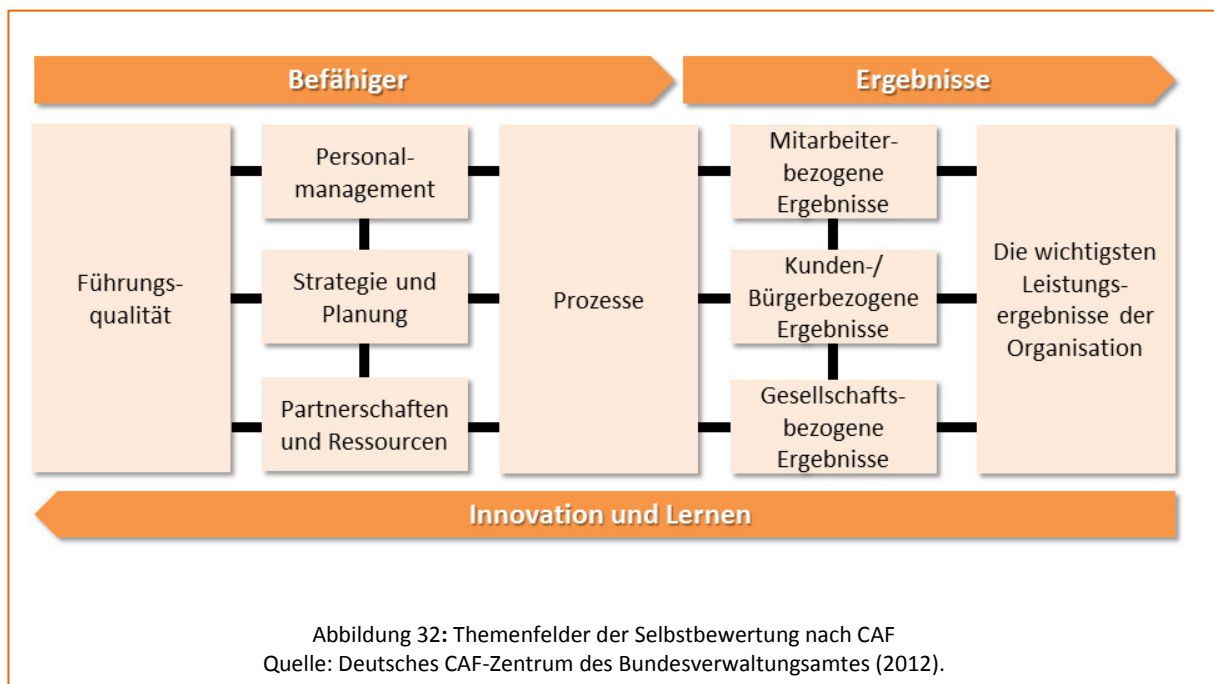 Befähiger
Ergebnisse
Führungs-
qualität
Personal-
management
Strategie und
Planung
Partnerschaften
und Ressourcen
Prozesse
Mitarbeiter-
bezogene
Ergebnisse
Kunden-/
Bürgerbezogene
Ergebnisse
Gesellschafts-
bezogene
Ergebnisse
Die wichtigsten
Leistungs-
ergebnisse der
Organisation
Innovation und Lernen
Abbildung 32: Themenfelder der Selbstbewertung nach CAF
Quelle: Deutsches CAF-Zentrum des Bundesverwaltungsamtes (2012).